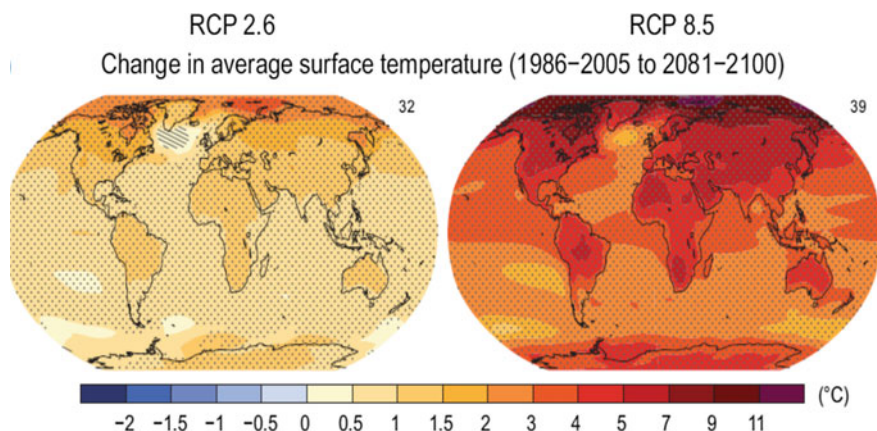 RCP 2.6 RCP 8.5
Change in average surface temperature (1986−2005 to 2081−2100)
32 39
(°C)
−2 −1.5 −1 −0.5 0 0.5 1 1.5 2 3 4 5 7 9 11